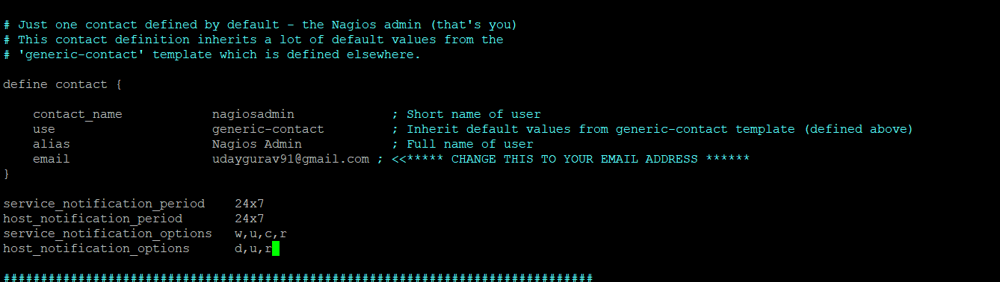 # Just one contact defined by default - the Nagios admin (that's you)
# This contact definition inherits a lot of default values from the
# 'generic-contact' template which is defined elsewhere.
define contact {
contact_name nagiosadmin ; Short name of user
use generic-contact ; Inherit default values from generic-contact template (defined above)
alias Nagios Admin ; Full name of user
email udaygurav91@gmail.com ; <<***** CHANGE THIS TO YOUR EMAIL ADDRESS ******
}
service_notification_period 24x7
host_notification_period 24x7
service_notification_options w,u,c,r
host_notification_options d,u,r
###############################################################################